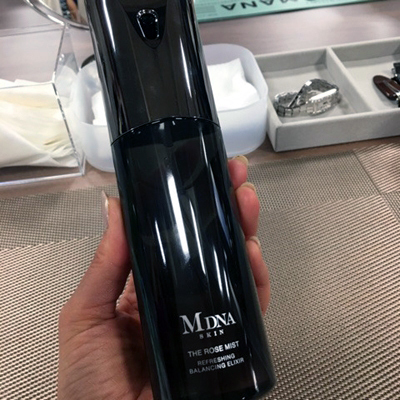 MDNA
SKIN
THE ROSE MIST
REFRESHING
BALANCING ELIXIR